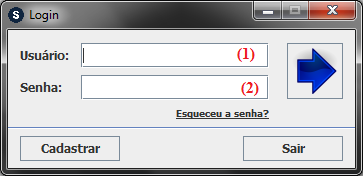 S Login
Usuário: (1)
Senha: (2)
Esqueceu a senha?
Cadastrar Sair